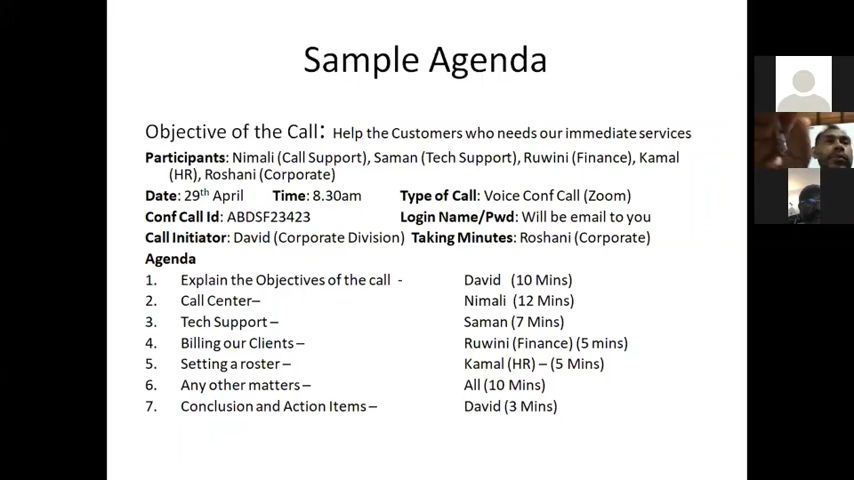 Sample Agenda
Objective of the Call: Help the Customers who needs our immediate services
Participants: Nimali (Call Support), Saman (Tech Support), Ruwini (Finance), Kamal
(HR), Roshani (Corporate)
Date: 29th April Time: 8.30am Type of Call: Voice Conf Call (Zoom)
Conf Call Id: ABDSF23423 Login Name/Pwd: Will be email to you
Call Initiator: David (Corporate Division) Taking Minutes: Roshani (Corporate)
Agenda
1. Explain the Objectives of the call - David (10 Mins)
2. Call Center– Nimali (12 Mins)
3. Tech Support – Saman (7 Mins)
4. Billing our Clients – Ruwini (Finance) (5 mins)
5. Setting a roster – Kamal (HR) – (5 Mins)
6. Any other matters – All (10 Mins)
7. Conclusion and Action Items – David (3 Mins)